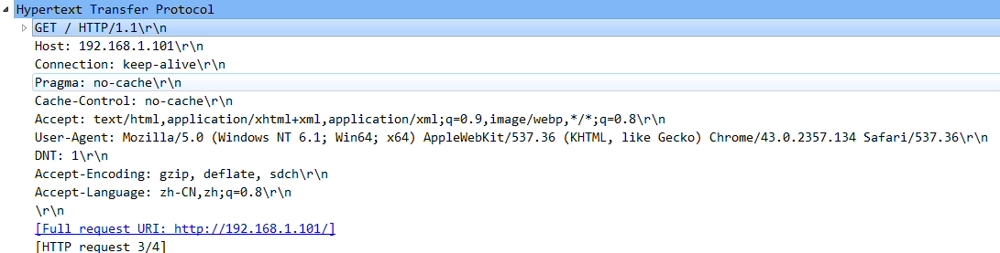 Hypertext Transfer Protocol
GET / HTTP/1.1\r\n
Host: 192.168.1.101\r\n
Connection: keep-alive\r\n
Pragma: no-cache\r\n
Cache-Control: no-cache\r\n
Accept: text/html,application/xhtml+xml,application/xml;q=0.9,image/webp,*/*;q=0.8\r\n
User-Agent: Mozilla/5.0 (Windows NT 6.1; Win64; x64) AppleWebKit/537.36 (KHTML, like Gecko) Chrome/43.0.2357.134 Safari/537.36\r\n
DNT: 1\r\n
Accept-Encoding: gzip, deflate, sdch\r\n
Accept-Language: zh-CN,zh;q=0.8\r\n
\r\n
[Full request URI: http://192.168.1.101/]
[HTTP request 3/4]